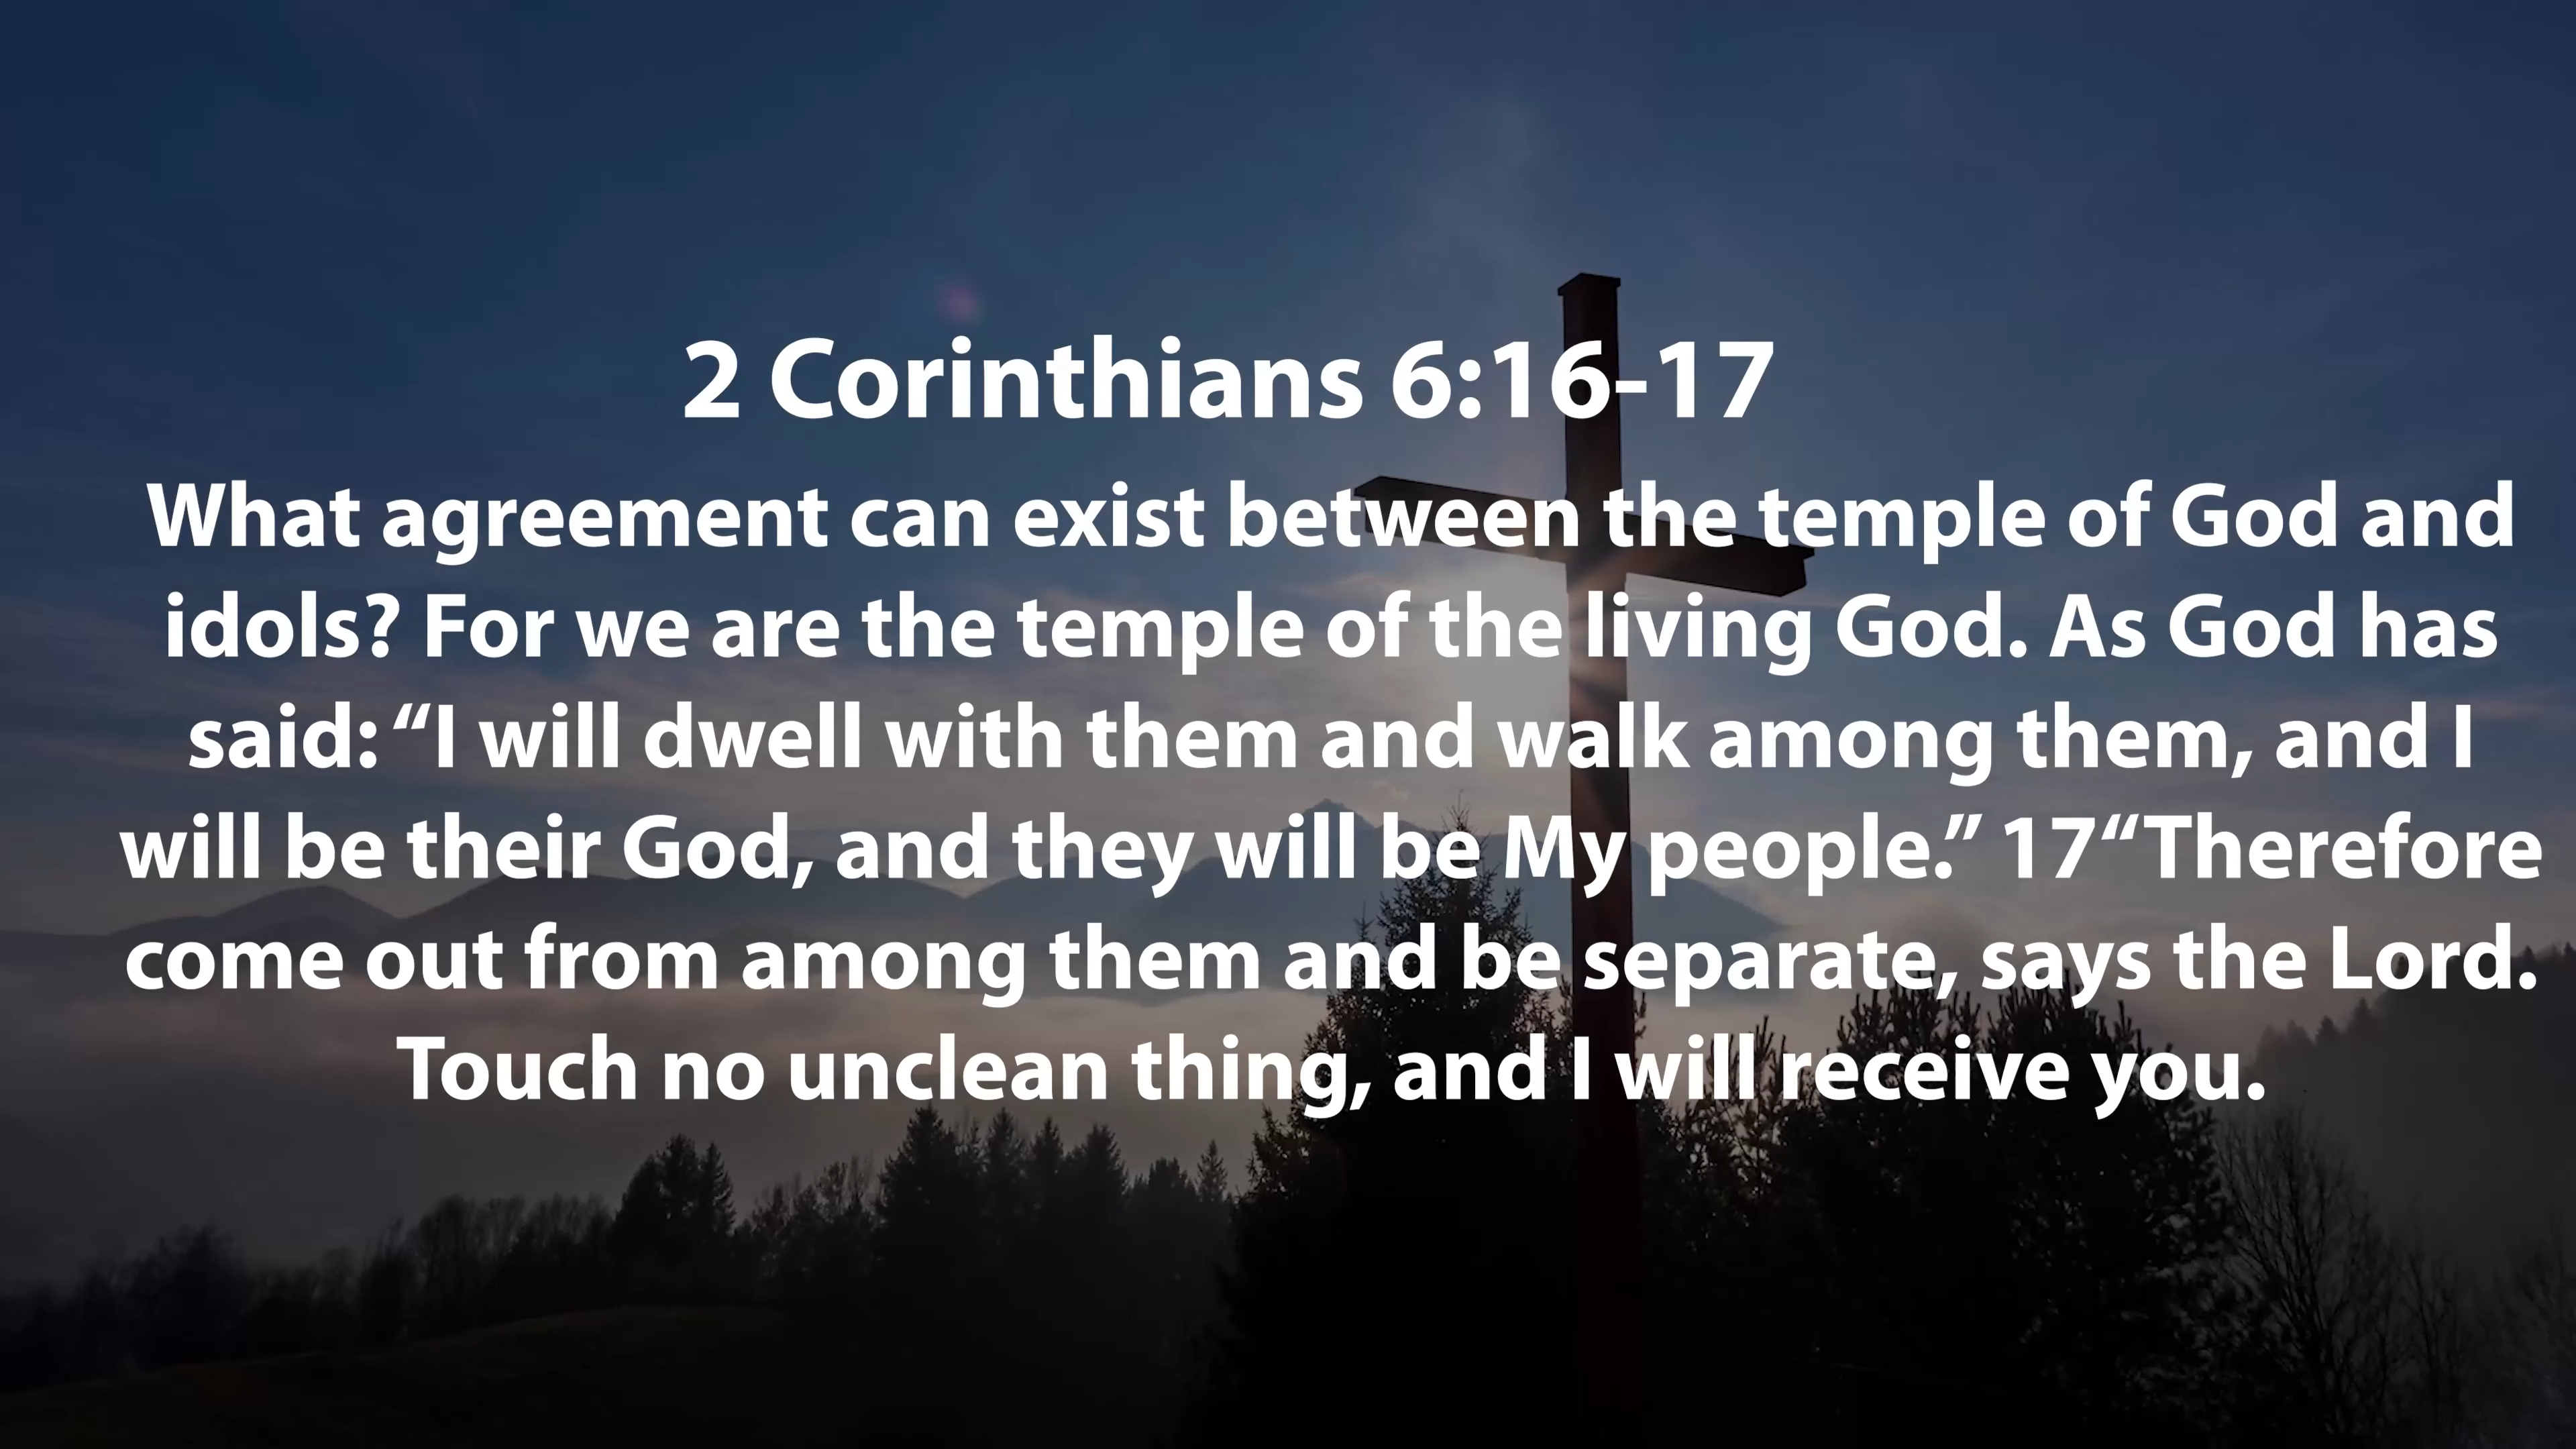 2 Corinthians 6:16-17
What agreement can exist between the temple of God and
idols? For we are the temple of the living God. As God has
said: “I will dwell with them and walk among them, and I
will be their God, and they will be My people.” 17“Therefore
come out from among them and be separate, says the Lord.
Touch no unclean thing, and I will receive you.